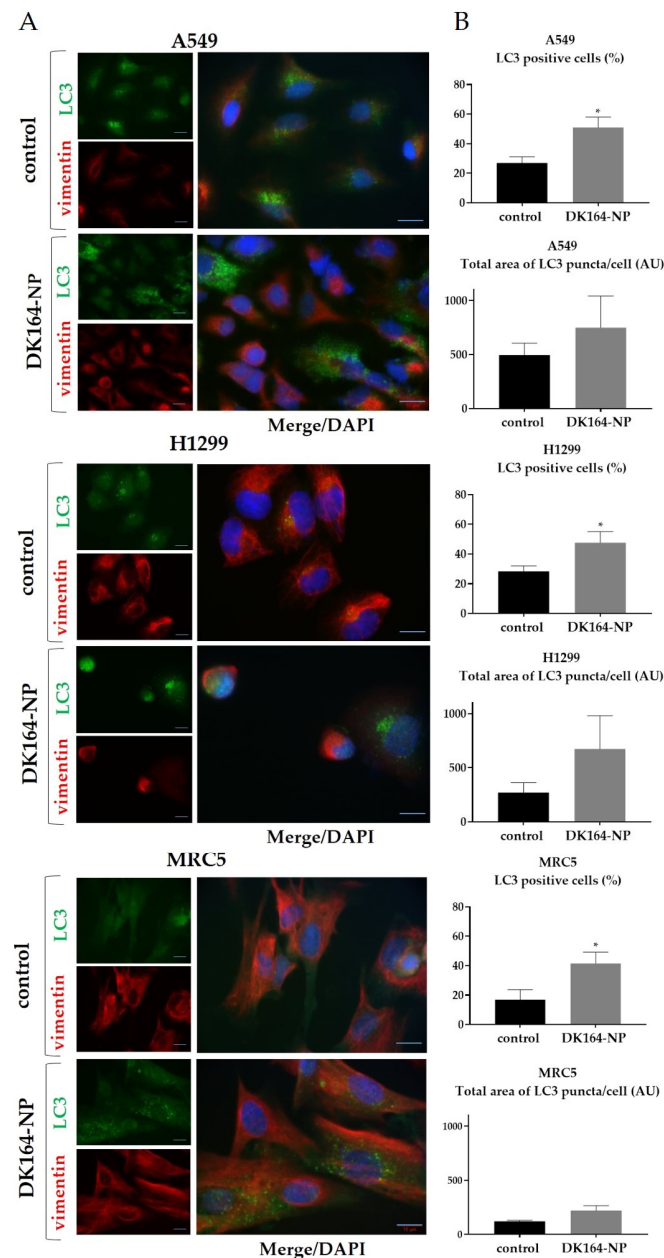 A
A549
control
LC3
vimentin
DK164-NP
LC3
vimentin
Merge/DAPI
H1299
control
LC3
vimentin
DK164-NP
LC3
vimentin
Merge/DAPI
MRC5
control
LC3
vimentin
DK164-NP
LC3
vimentin
Merge/DAPI
B
A549
LC3 positive cells (%)
80
60
40
20
0
*
control DK164-NP
A549
Total area of LC3 puncta/cell (AU)
1000
500
0
control DK164-NP
H1299
LC3 positive cells (%)
80
60
40
20
0
*
control DK164-NP
H1299
Total area of LC3 puncta/cell (AU)
1000
500
0
control DK164-NP
MRC5
LC3 positive cells (%)
80
60
40
20
0
*
control DK164-NP
MRC5
Total area of LC3 puncta/cell (AU)
1000
500
0
control DK164-NP